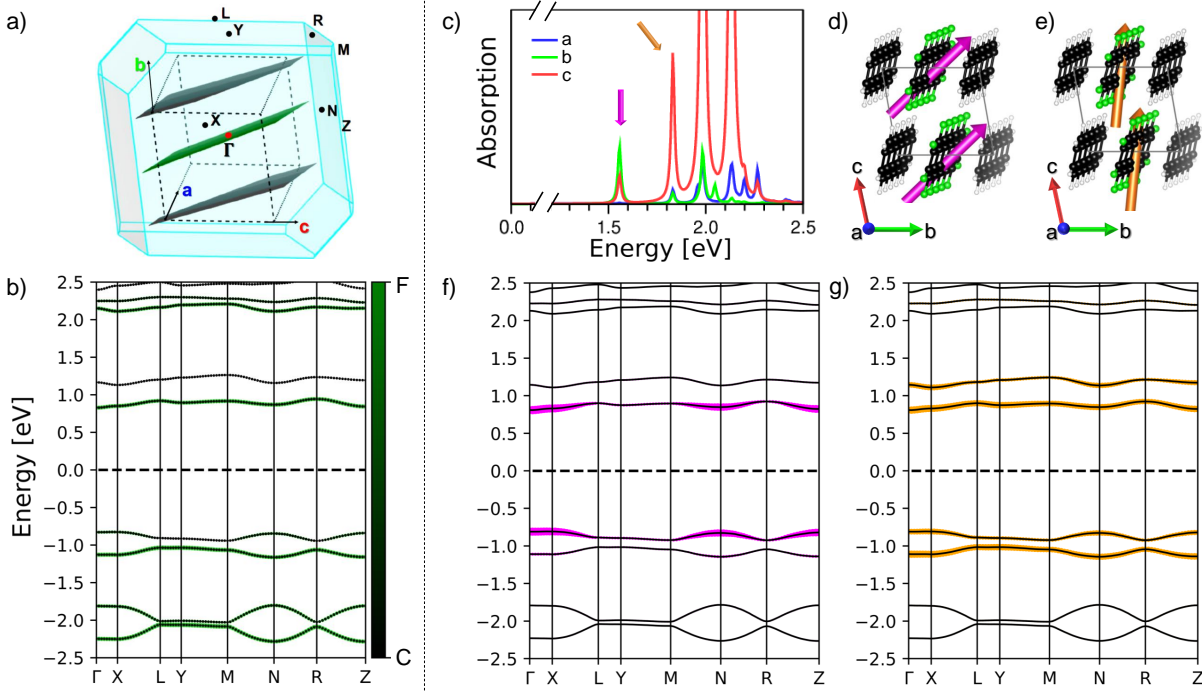 a)
L
Y
R
M
b
N
Z
X
Γ
a
c
b)
Energy [eV]
2.5
2.0
1.5
1.0
0.5
0.0
−0.5
−1.0
−1.5
−2.0
−2.5
Γ X L Y M N R Z
F
C
c)
Absorption
a
b
c
0.0 1.5 2.0 2.5
Energy [eV]
d)
c
a
b
e)
c
a
b
f)
2.5
2.0
1.5
1.0
0.5
0.0
−0.5
−1.0
−1.5
−2.0
−2.5
Γ X L Y M N R Z
g)
2.5
2.0
1.5
1.0
0.5
0.0
−0.5
−1.0
−1.5
−2.0
−2.5
Γ X L Y M N R Z